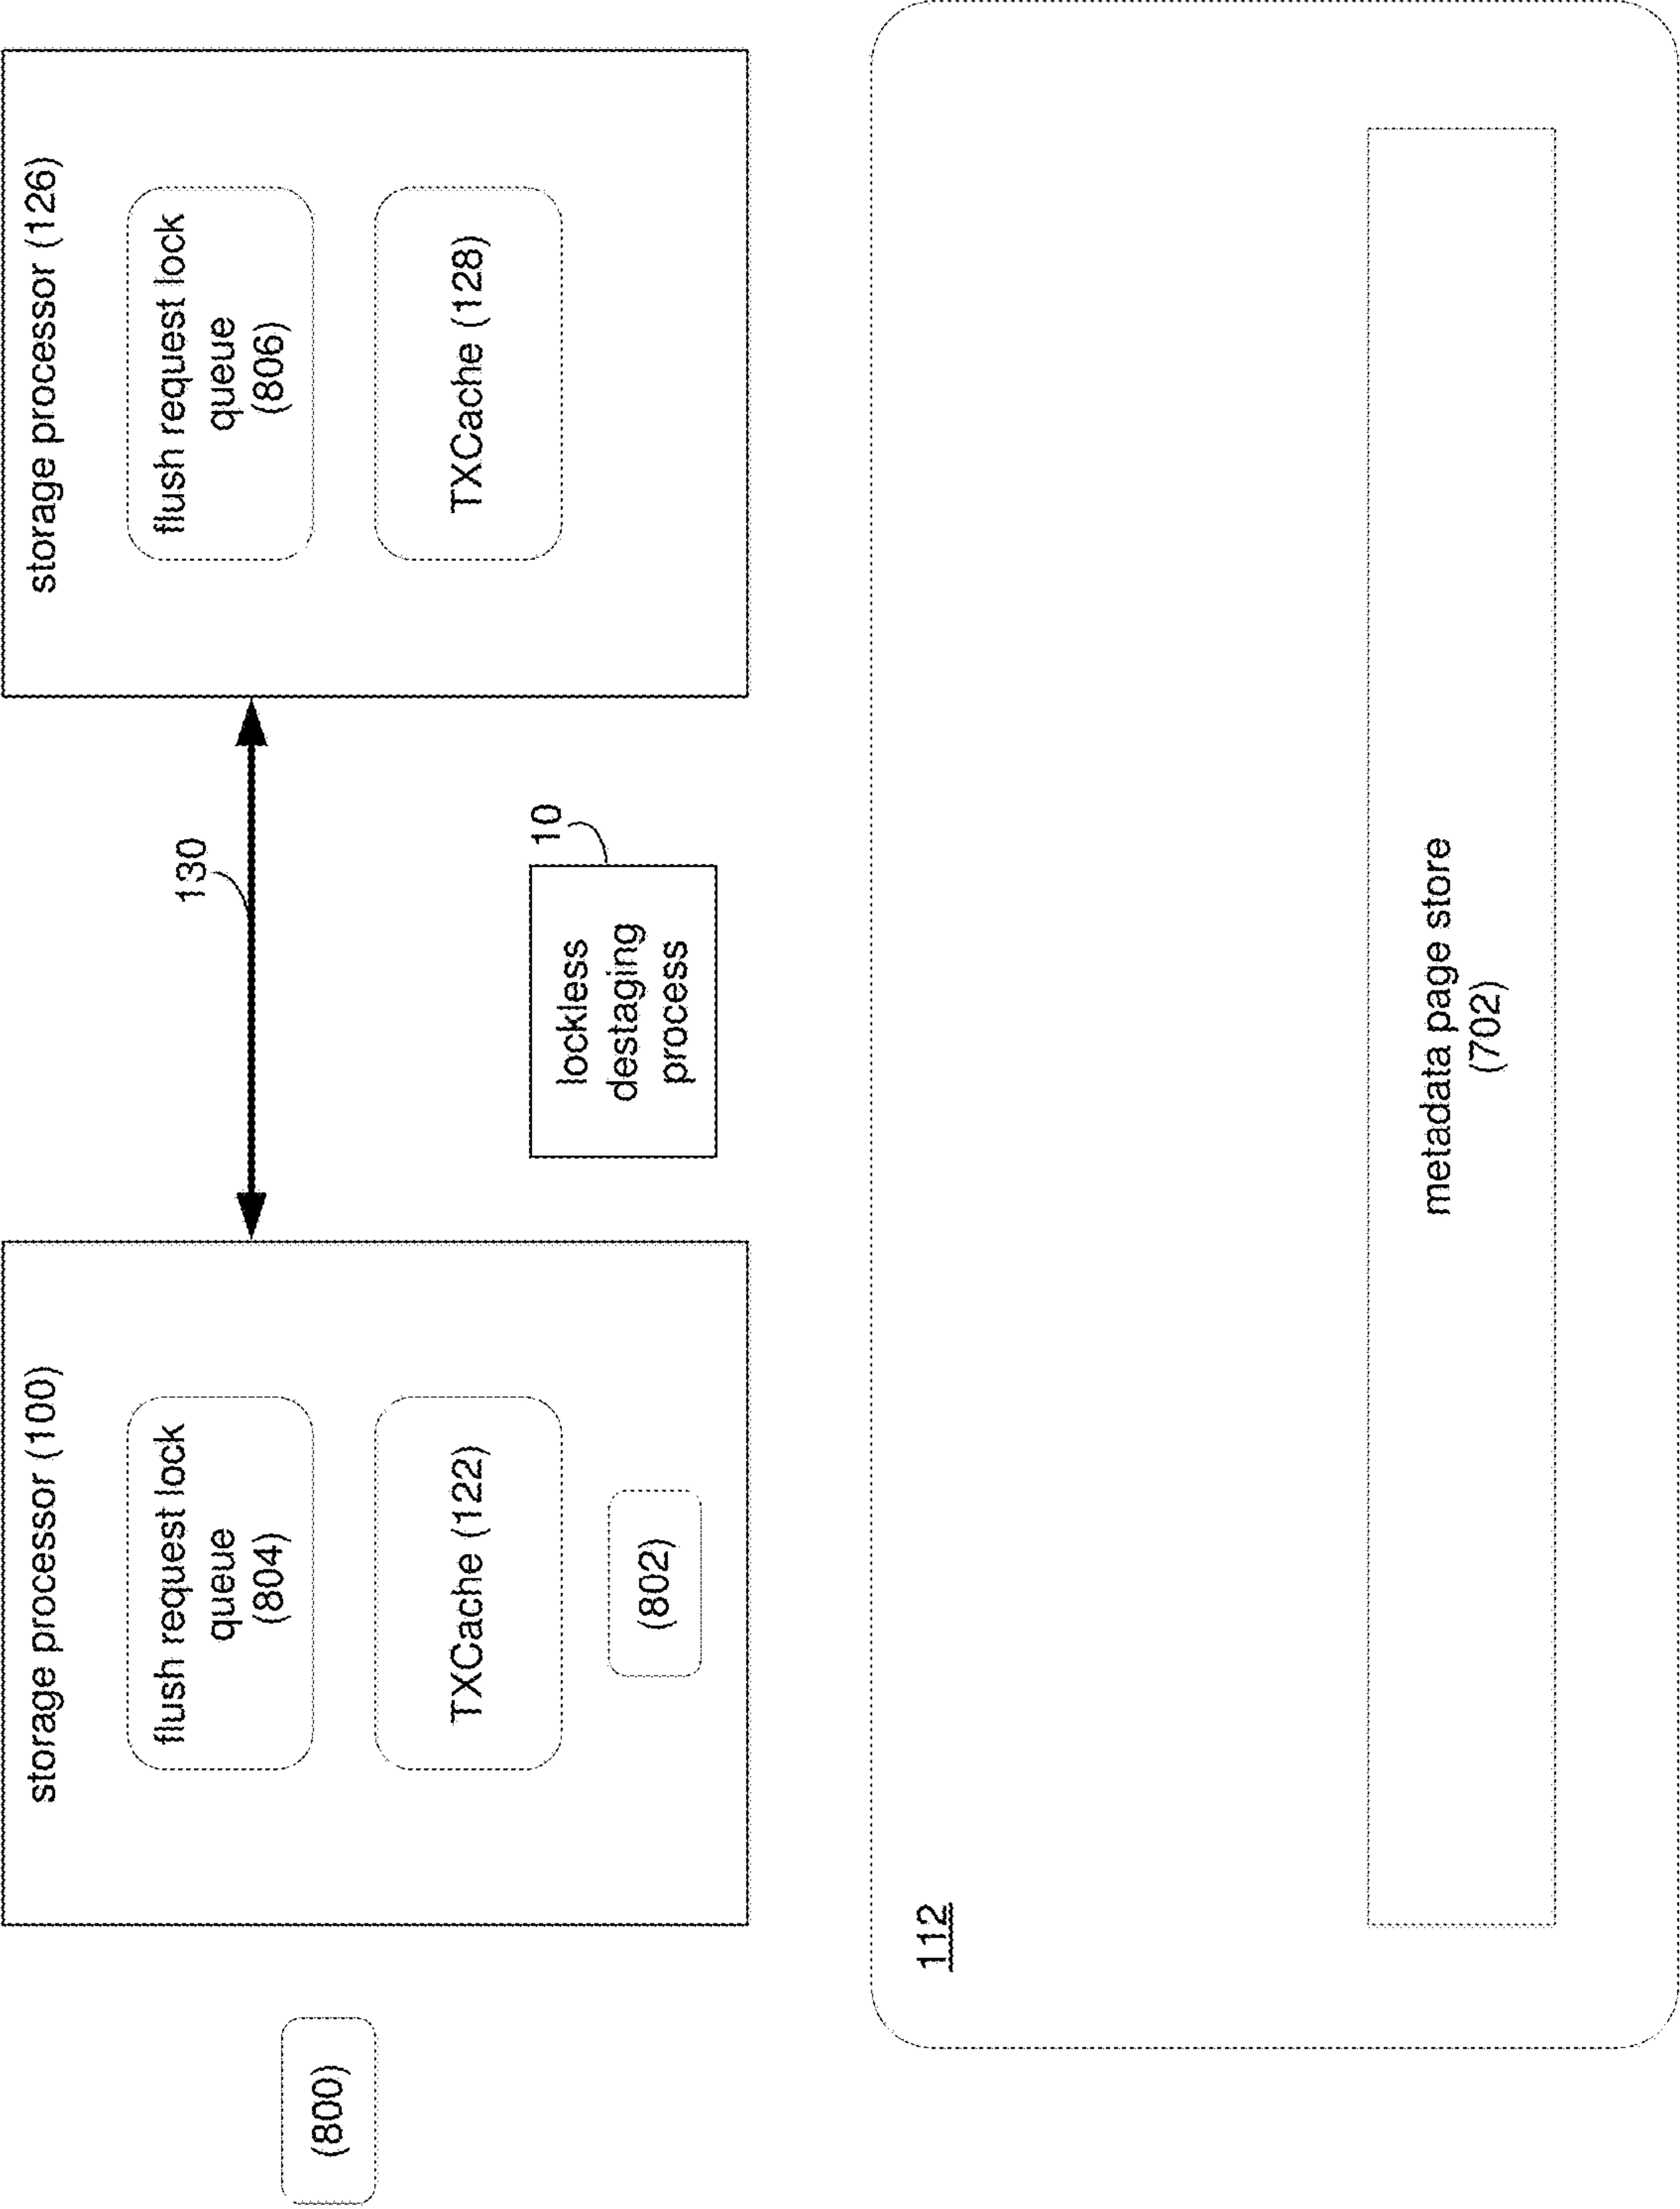 (800)
storage processor (100)
flush request lock
queue
(804)
TXCache (122)
(802)
130
lockless
destaging
process
10
storage processor (126)
flush request lock
queue
(806)
TXCache (128)
112
metadata page store
(702)